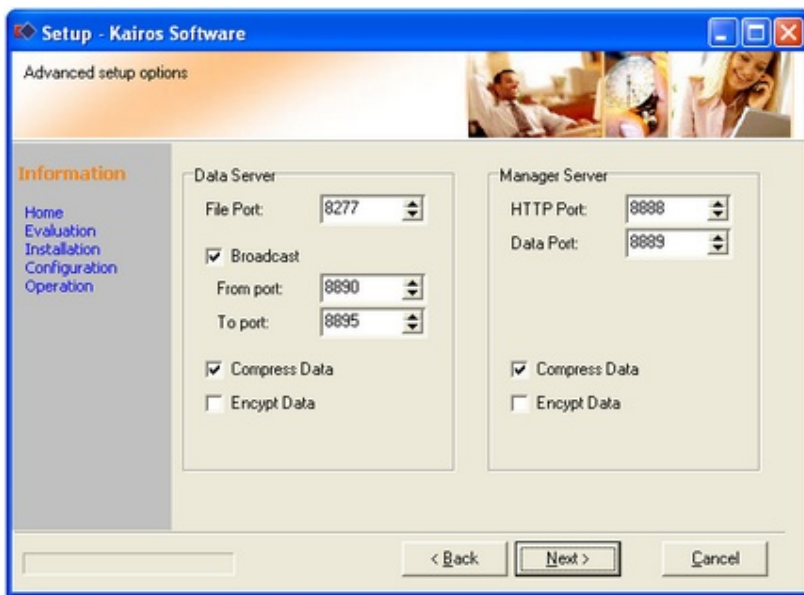 Setup - Kairos Software
Advanced setup options
Information
Home
Evaluation
Installation
Configuration
Operation
Data Server
File Port: 8277
Broadcast
From port: 8890
To port: 8895
Compress Data
Encypt Data
Manager Server
HTTP Port: 8888
Data Port: 8889
Compress Data
Encypt Data
< Back
Next >
Cancel